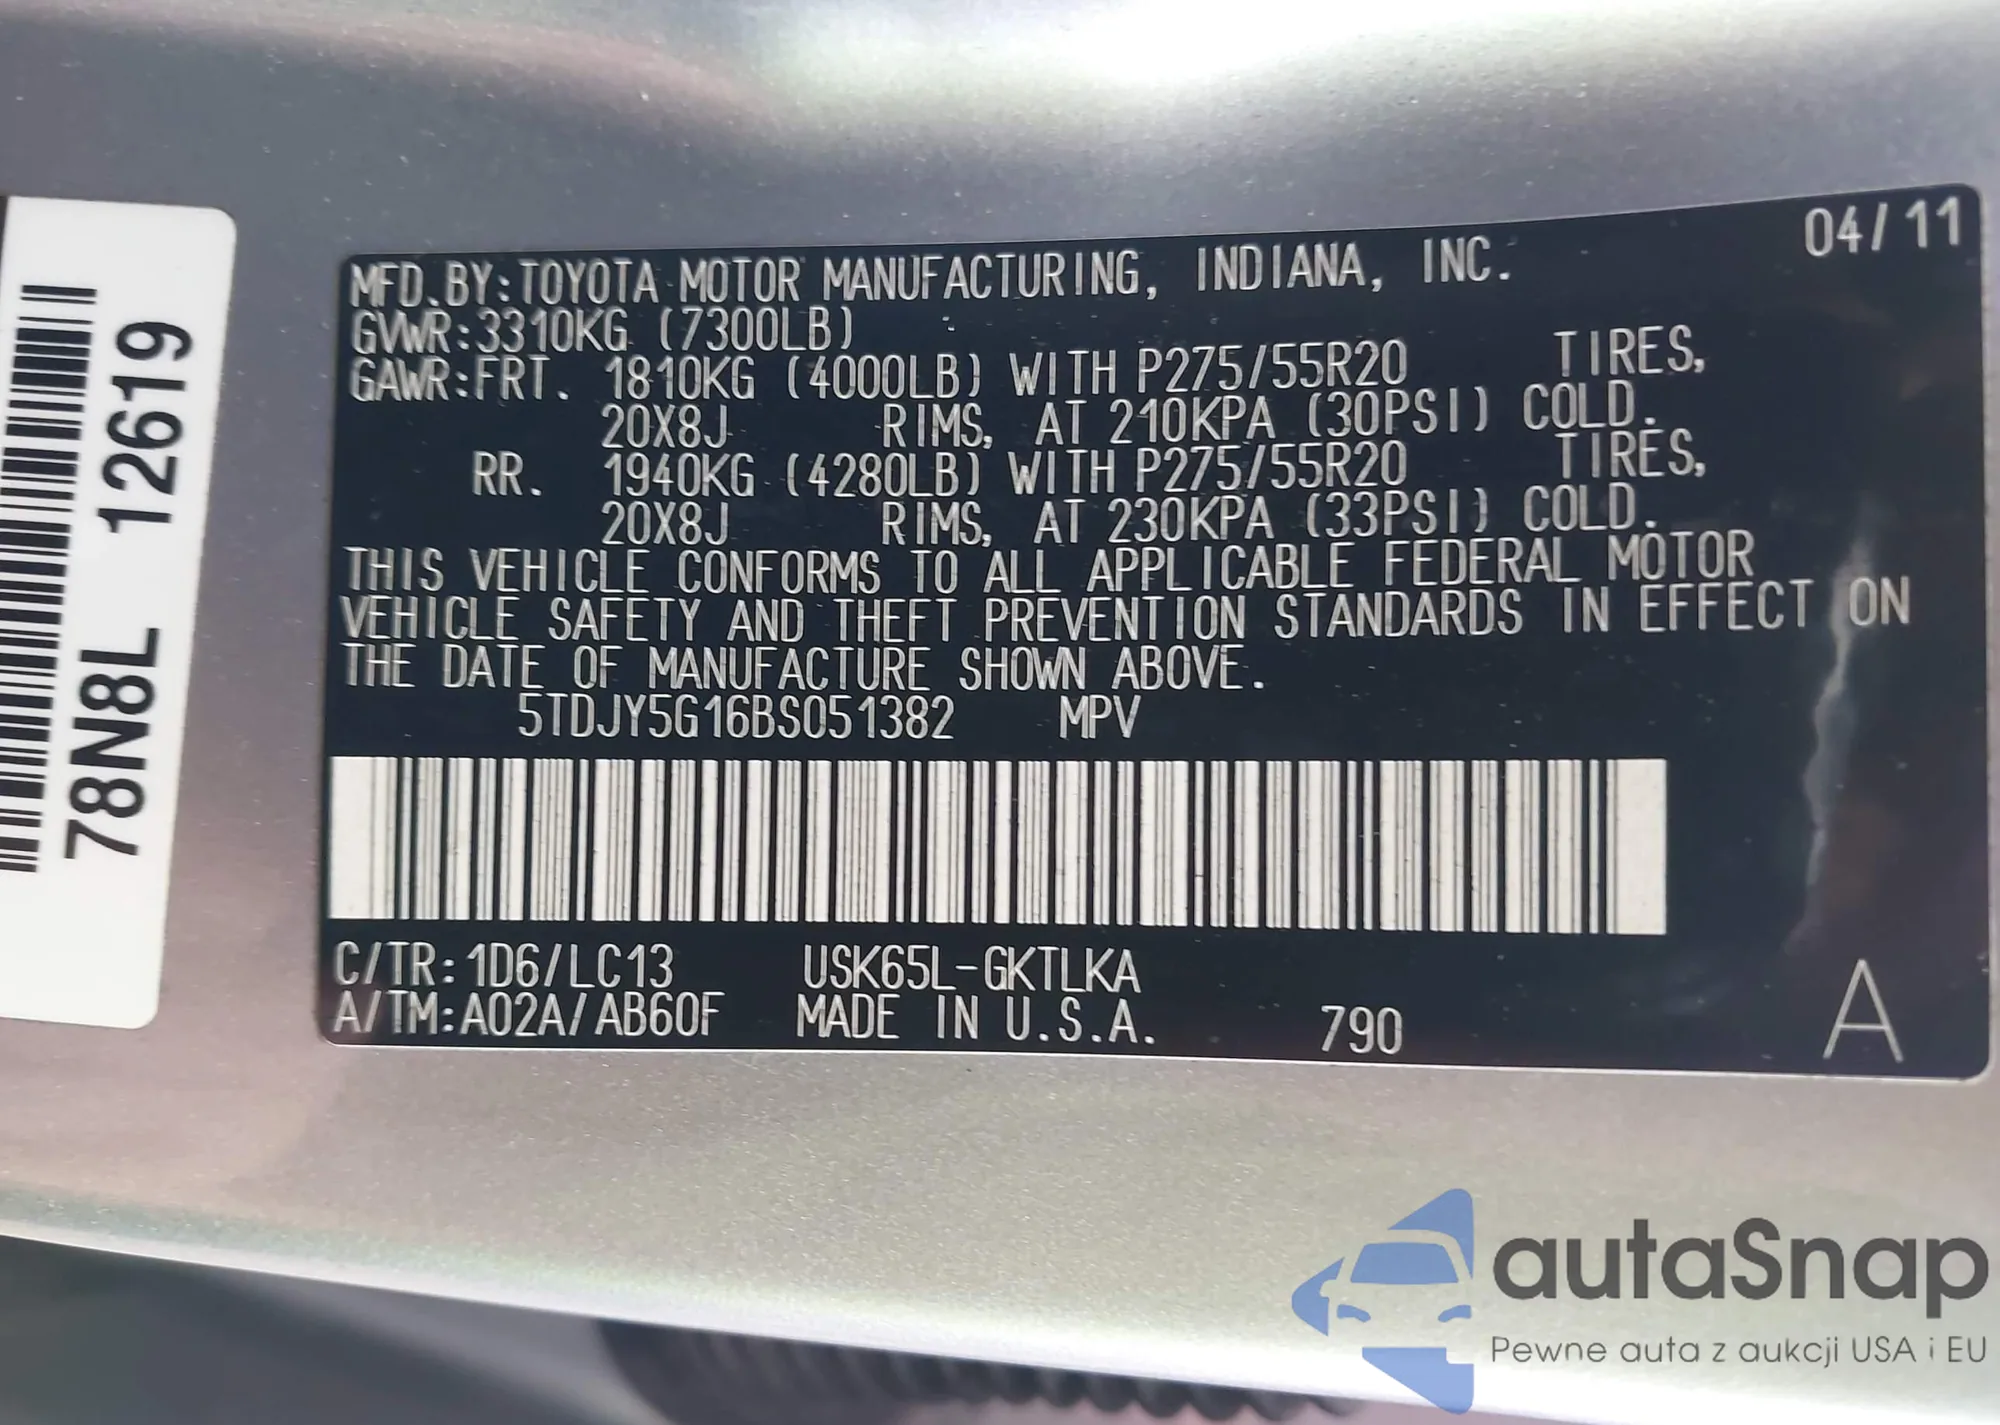 78N8L 12619
04/11
MFD.BY:TOYOTA MOTOR MANUFACTURING, INDIANA, INC.
GVWR:3310KG (7300LB)
GAWR:FRT. 1810KG (4000LB) WITH P275/55R20 TIRES,
20X8J RIMS, AT 210KPA (30PSI) COLD.
RR. 1940KG (4280LB) WITH P275/55R20 TIRES,
20X8J RIMS, AT 230KPA (33PSI) COLD.
THIS VEHICLE CONFORMS TO ALL APPLICABLE FEDERAL MOTOR
VEHICLE SAFETY AND THEFT PREVENTION STANDARDS IN EFFECT ON
THE DATE OF MANUFACTURE SHOWN ABOVE.
5TDJY5G16BS051382 MPV
C/TR:1D6/LC13 USK65L-GKTLKA
A/TM:A02A/AB60F MADE IN U.S.A. 790
A
autaSnap
Pewne auta z aukcji USA i EU